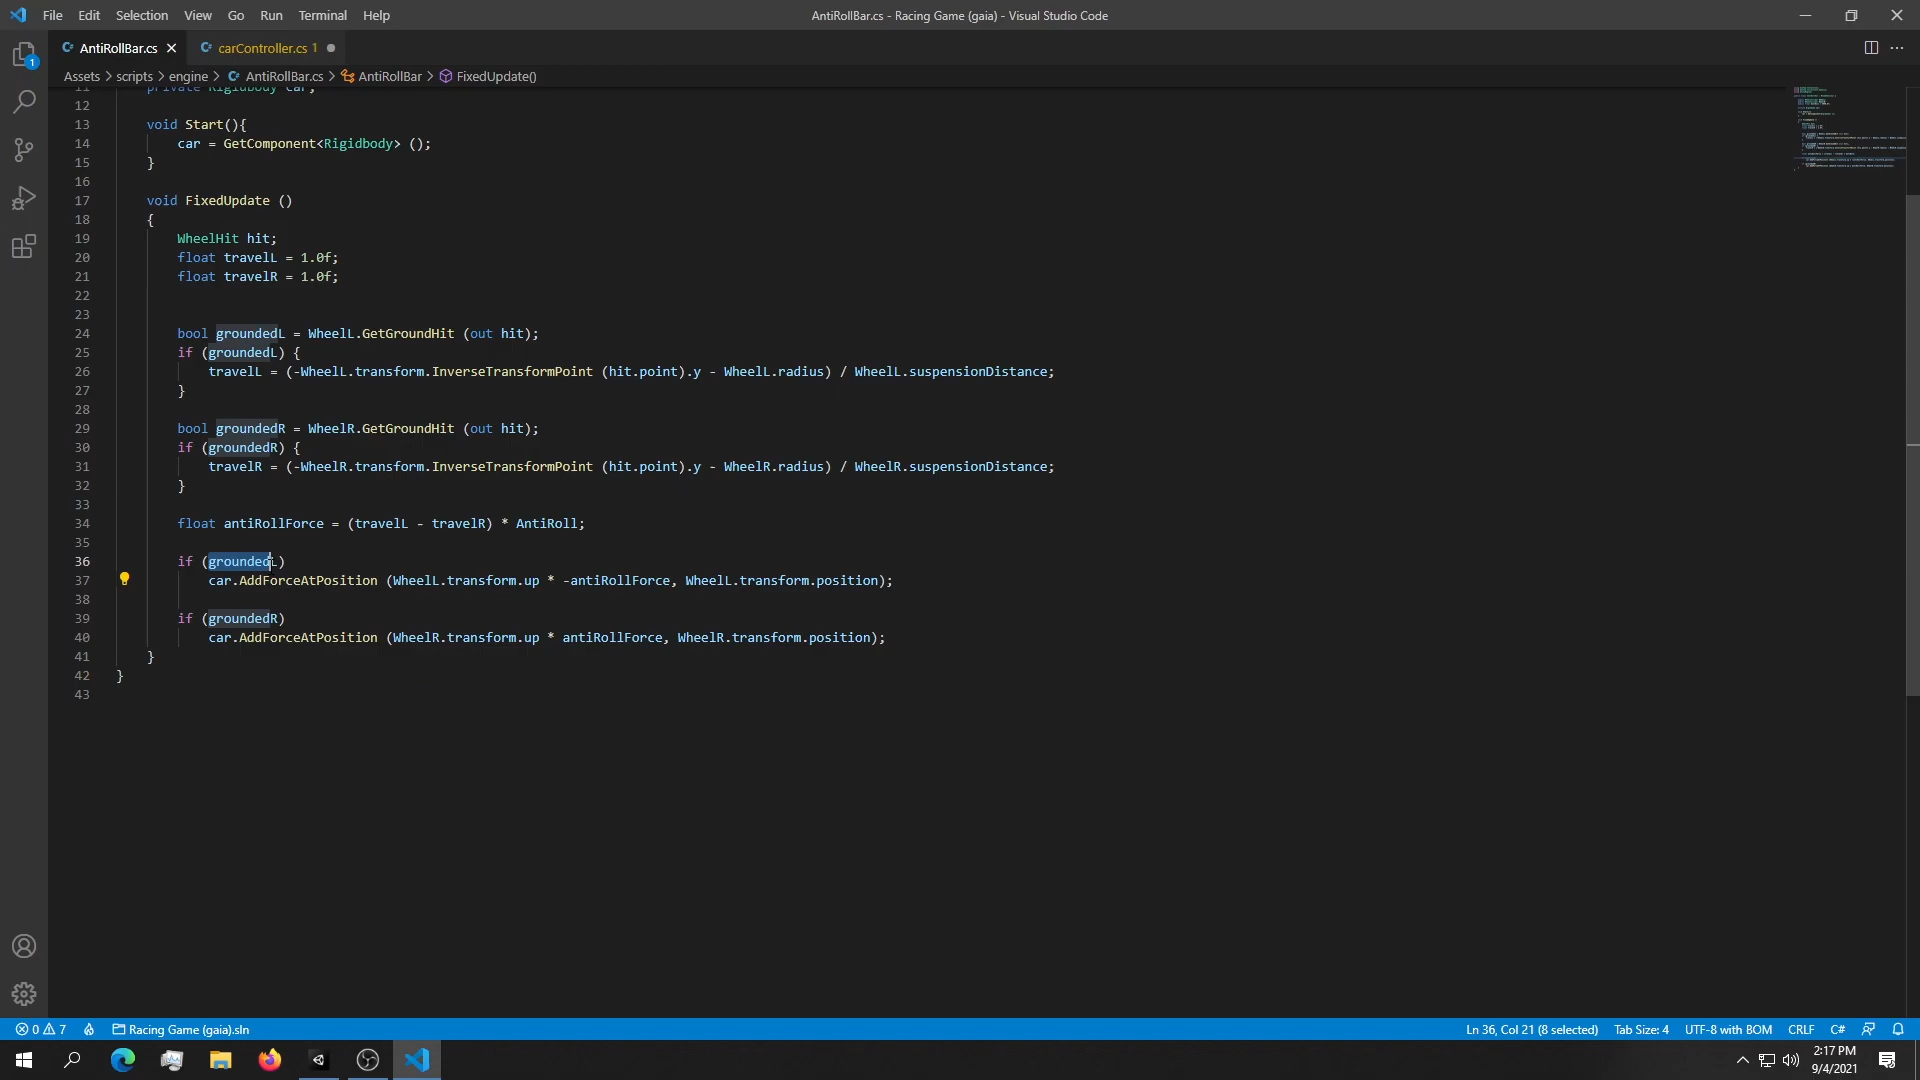 File Edit Selection View Go Run Terminal Help
AntiRollBar.cs - Racing Game (gaia) - Visual Studio Code
AntiRollBar.cs
carController.cs 1
Assets > scripts > engine > AntiRollBar.cs > AntiRollBar > FixedUpdate()
11 private Rigidbody car;
12
13 void Start(){
14 car = GetComponent<Rigidbody> ();
15 }
16
17 void FixedUpdate ()
18 {
19 WheelHit hit;
20 float travelL = 1.0f;
21 float travelR = 1.0f;
22
23
24 bool groundedL = WheelL.GetGroundHit (out hit);
25 if (groundedL) {
26 travelL = (-WheelL.transform.InverseTransformPoint (hit.point).y - WheelL.radius) / WheelL.suspensionDistance;
27 }
28
29 bool groundedR = WheelR.GetGroundHit (out hit);
30 if (groundedR) {
31 travelR = (-WheelR.transform.InverseTransformPoint (hit.point).y - WheelR.radius) / WheelR.suspensionDistance;
32 }
33
34 float antiRollForce = (travelL - travelR) * AntiRoll;
35
36 if (groundedL)
37 car.AddForceAtPosition (WheelL.transform.up * -antiRollForce, WheelL.transform.position);
38
39 if (groundedR)
40 car.AddForceAtPosition (WheelR.transform.up * antiRollForce, WheelR.transform.position);
41 }
42 }
43
1
0 7 Racing Game (gaia).sln
Ln 36, Col 21 (8 selected) Tab Size: 4 UTF-8 with BOM CRLF C#
2:17 PM
9/4/2021